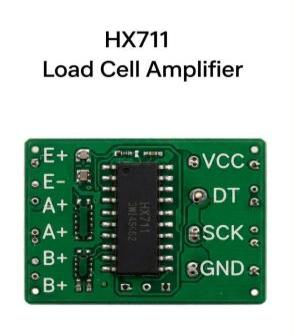 HX711
Load Cell Amplifier
E+
E-
A+
A+
B+
B+
HX711
VCC
DT
SCK
GND